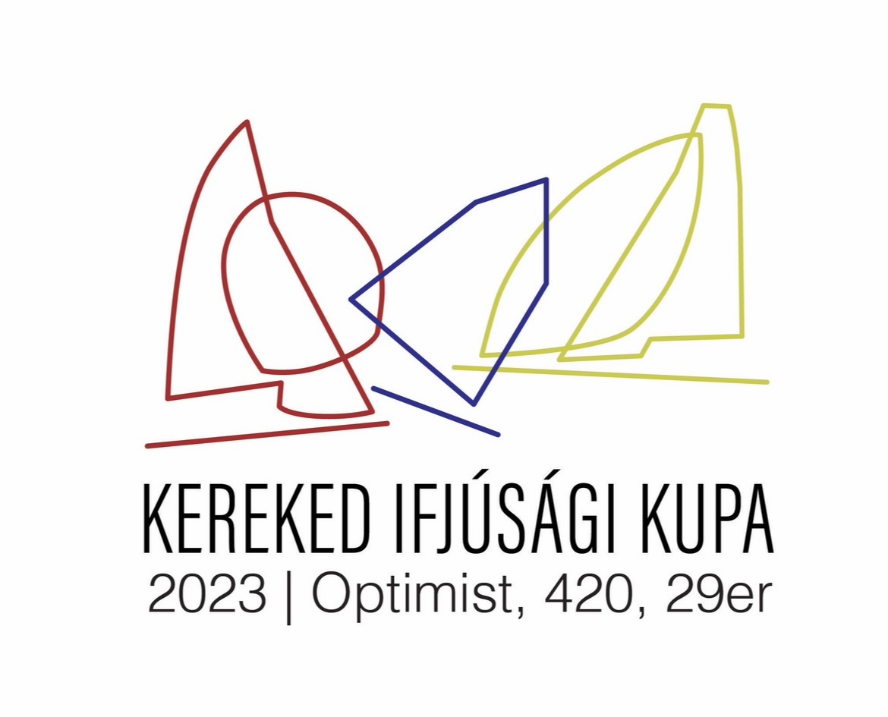 KEREKED IFJÚSÁGI KUPA
2023 | Optimist, 420, 29er